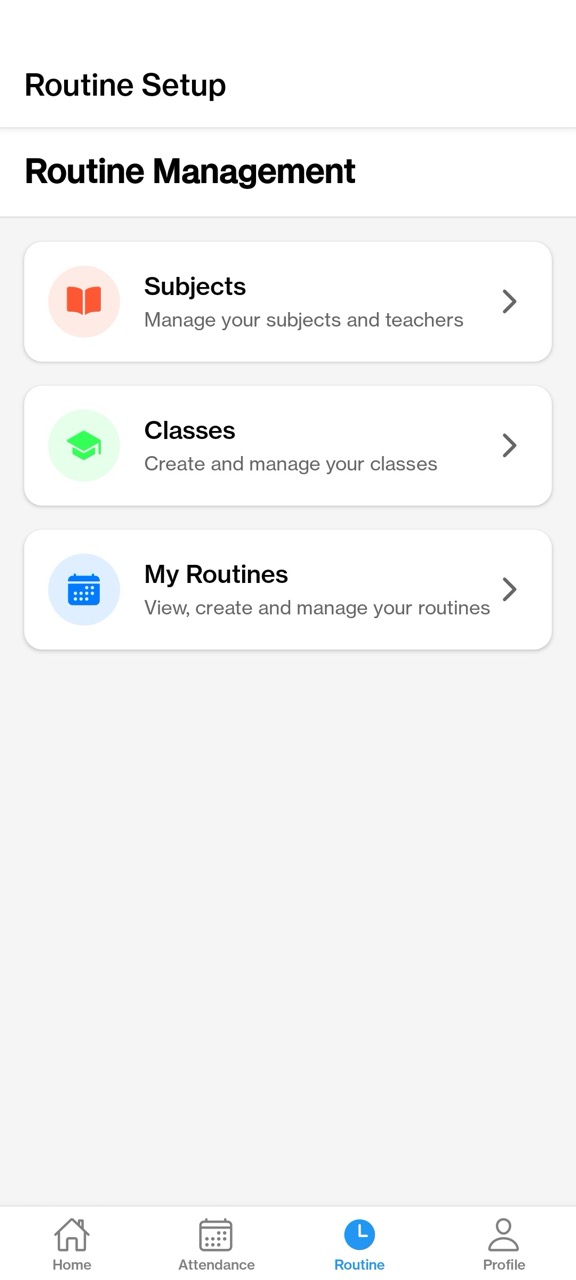 Routine Setup
Routine Management
Subjects
Manage your subjects and teachers
Classes
Create and manage your classes
My Routines
View, create and manage your routines
Home
Attendance
Routine
Profile